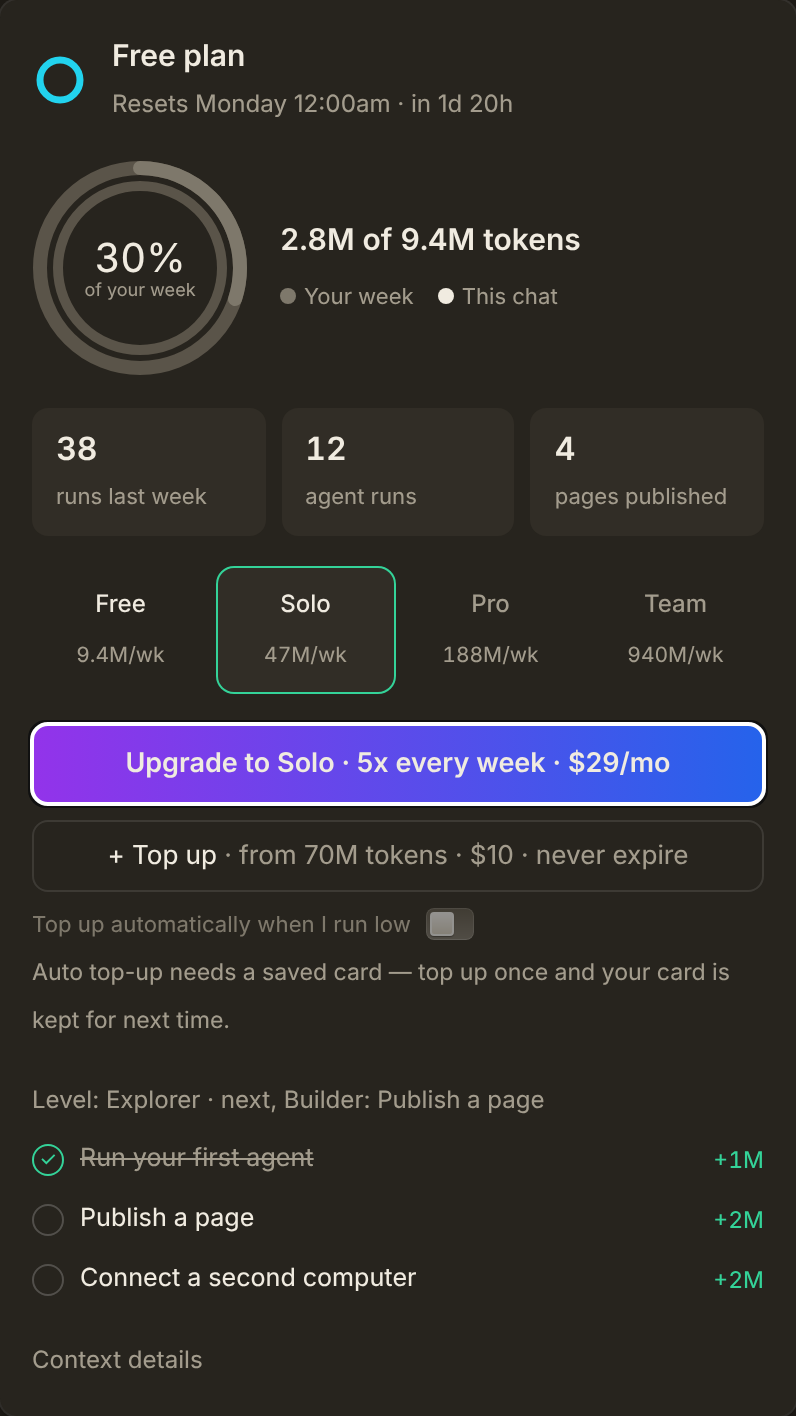 Free plan
Resets Monday 12:00am · in 1d 20h
30%
of your week
2.8M of 9.4M tokens
Your week This chat
38
runs last week
12
agent runs
4
pages published
Free
9.4M/wk
Solo
47M/wk
Pro
188M/wk
Team
940M/wk
Upgrade to Solo · 5x every week · $29/mo
+ Top up · from 70M tokens · $10 · never expire
Top up automatically when I run low
Auto top-up needs a saved card — top up once and your card is
kept for next time.
Level: Explorer · next, Builder: Publish a page
Run your first agent +1M
Publish a page +2M
Connect a second computer +2M
Context details